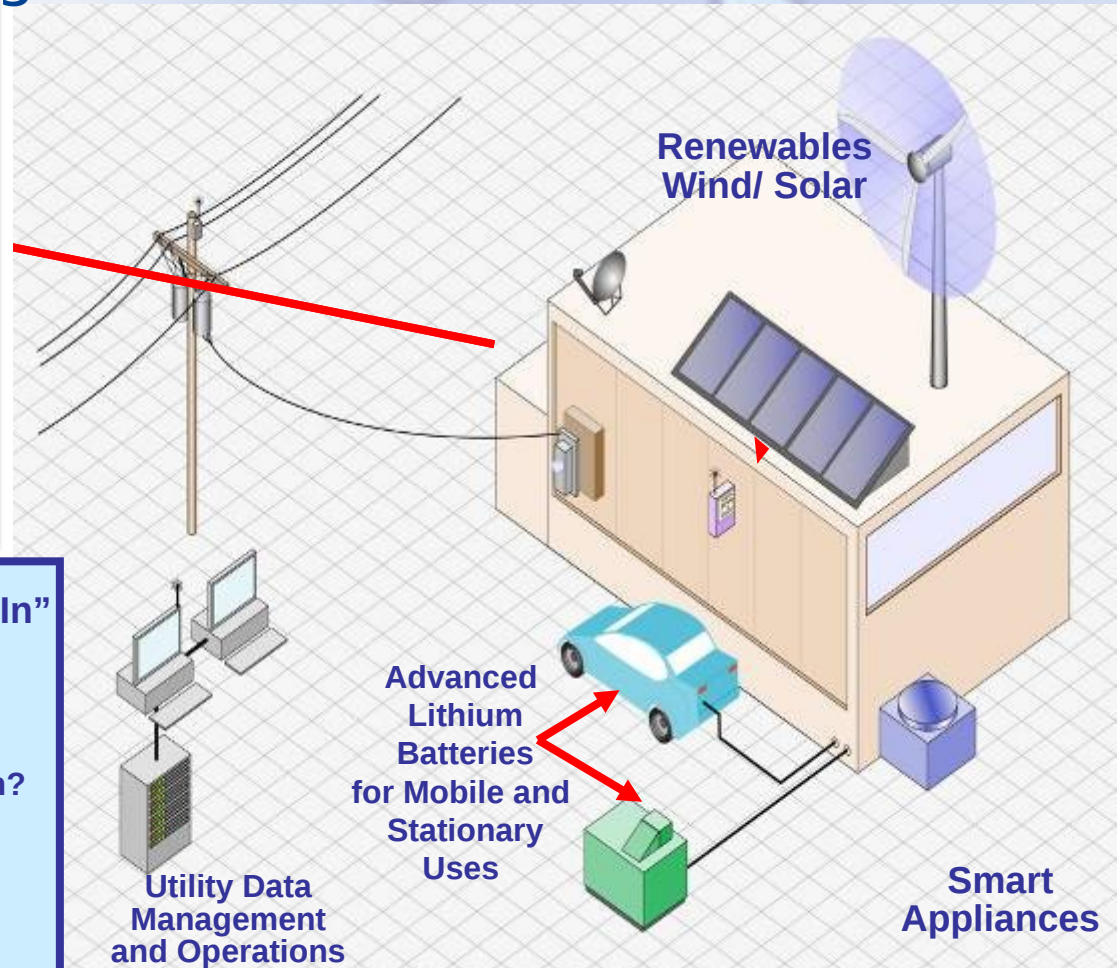 Renewables
Wind/ Solar
In”
Advanced
Lithium
Batteries
for Mobile and
Stationary
Uses
Utility Data
Management
and Operations
Smart
Appliances